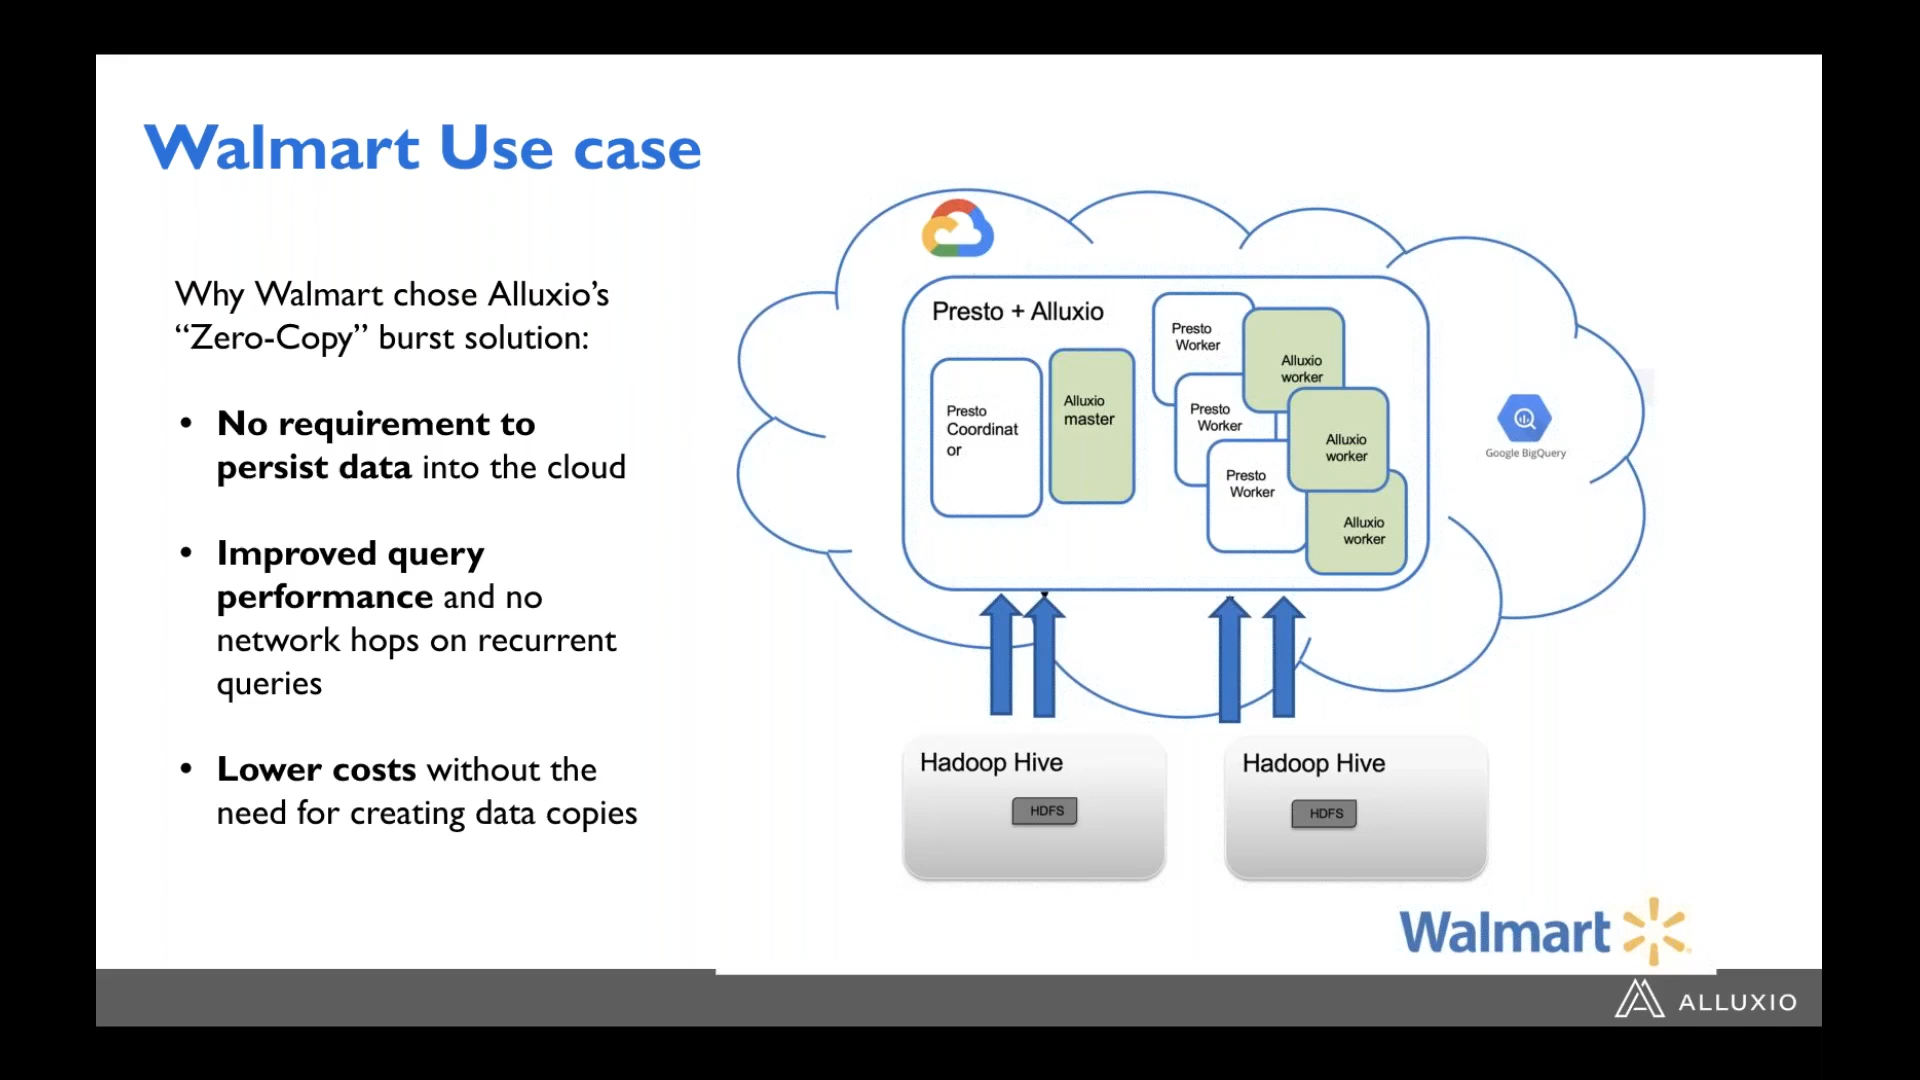 Walmart Use case
Why Walmart chose Alluxio’s
“Zero-Copy” burst solution:
• No requirement to
persist data into the cloud
• Improved query
performance and no
network hops on recurrent
queries
• Lower costs without the
need for creating data copies
Presto + Alluxio
Presto
Coordinat
or
Alluxio
master
Presto
Worker
Alluxio
worker
Presto
Worker
Alluxio
worker
Presto
Worker
Alluxio
worker
Google BigQuery
Hadoop Hive
HDFS
Hadoop Hive
HDFS
Walmart
ALLUXIO